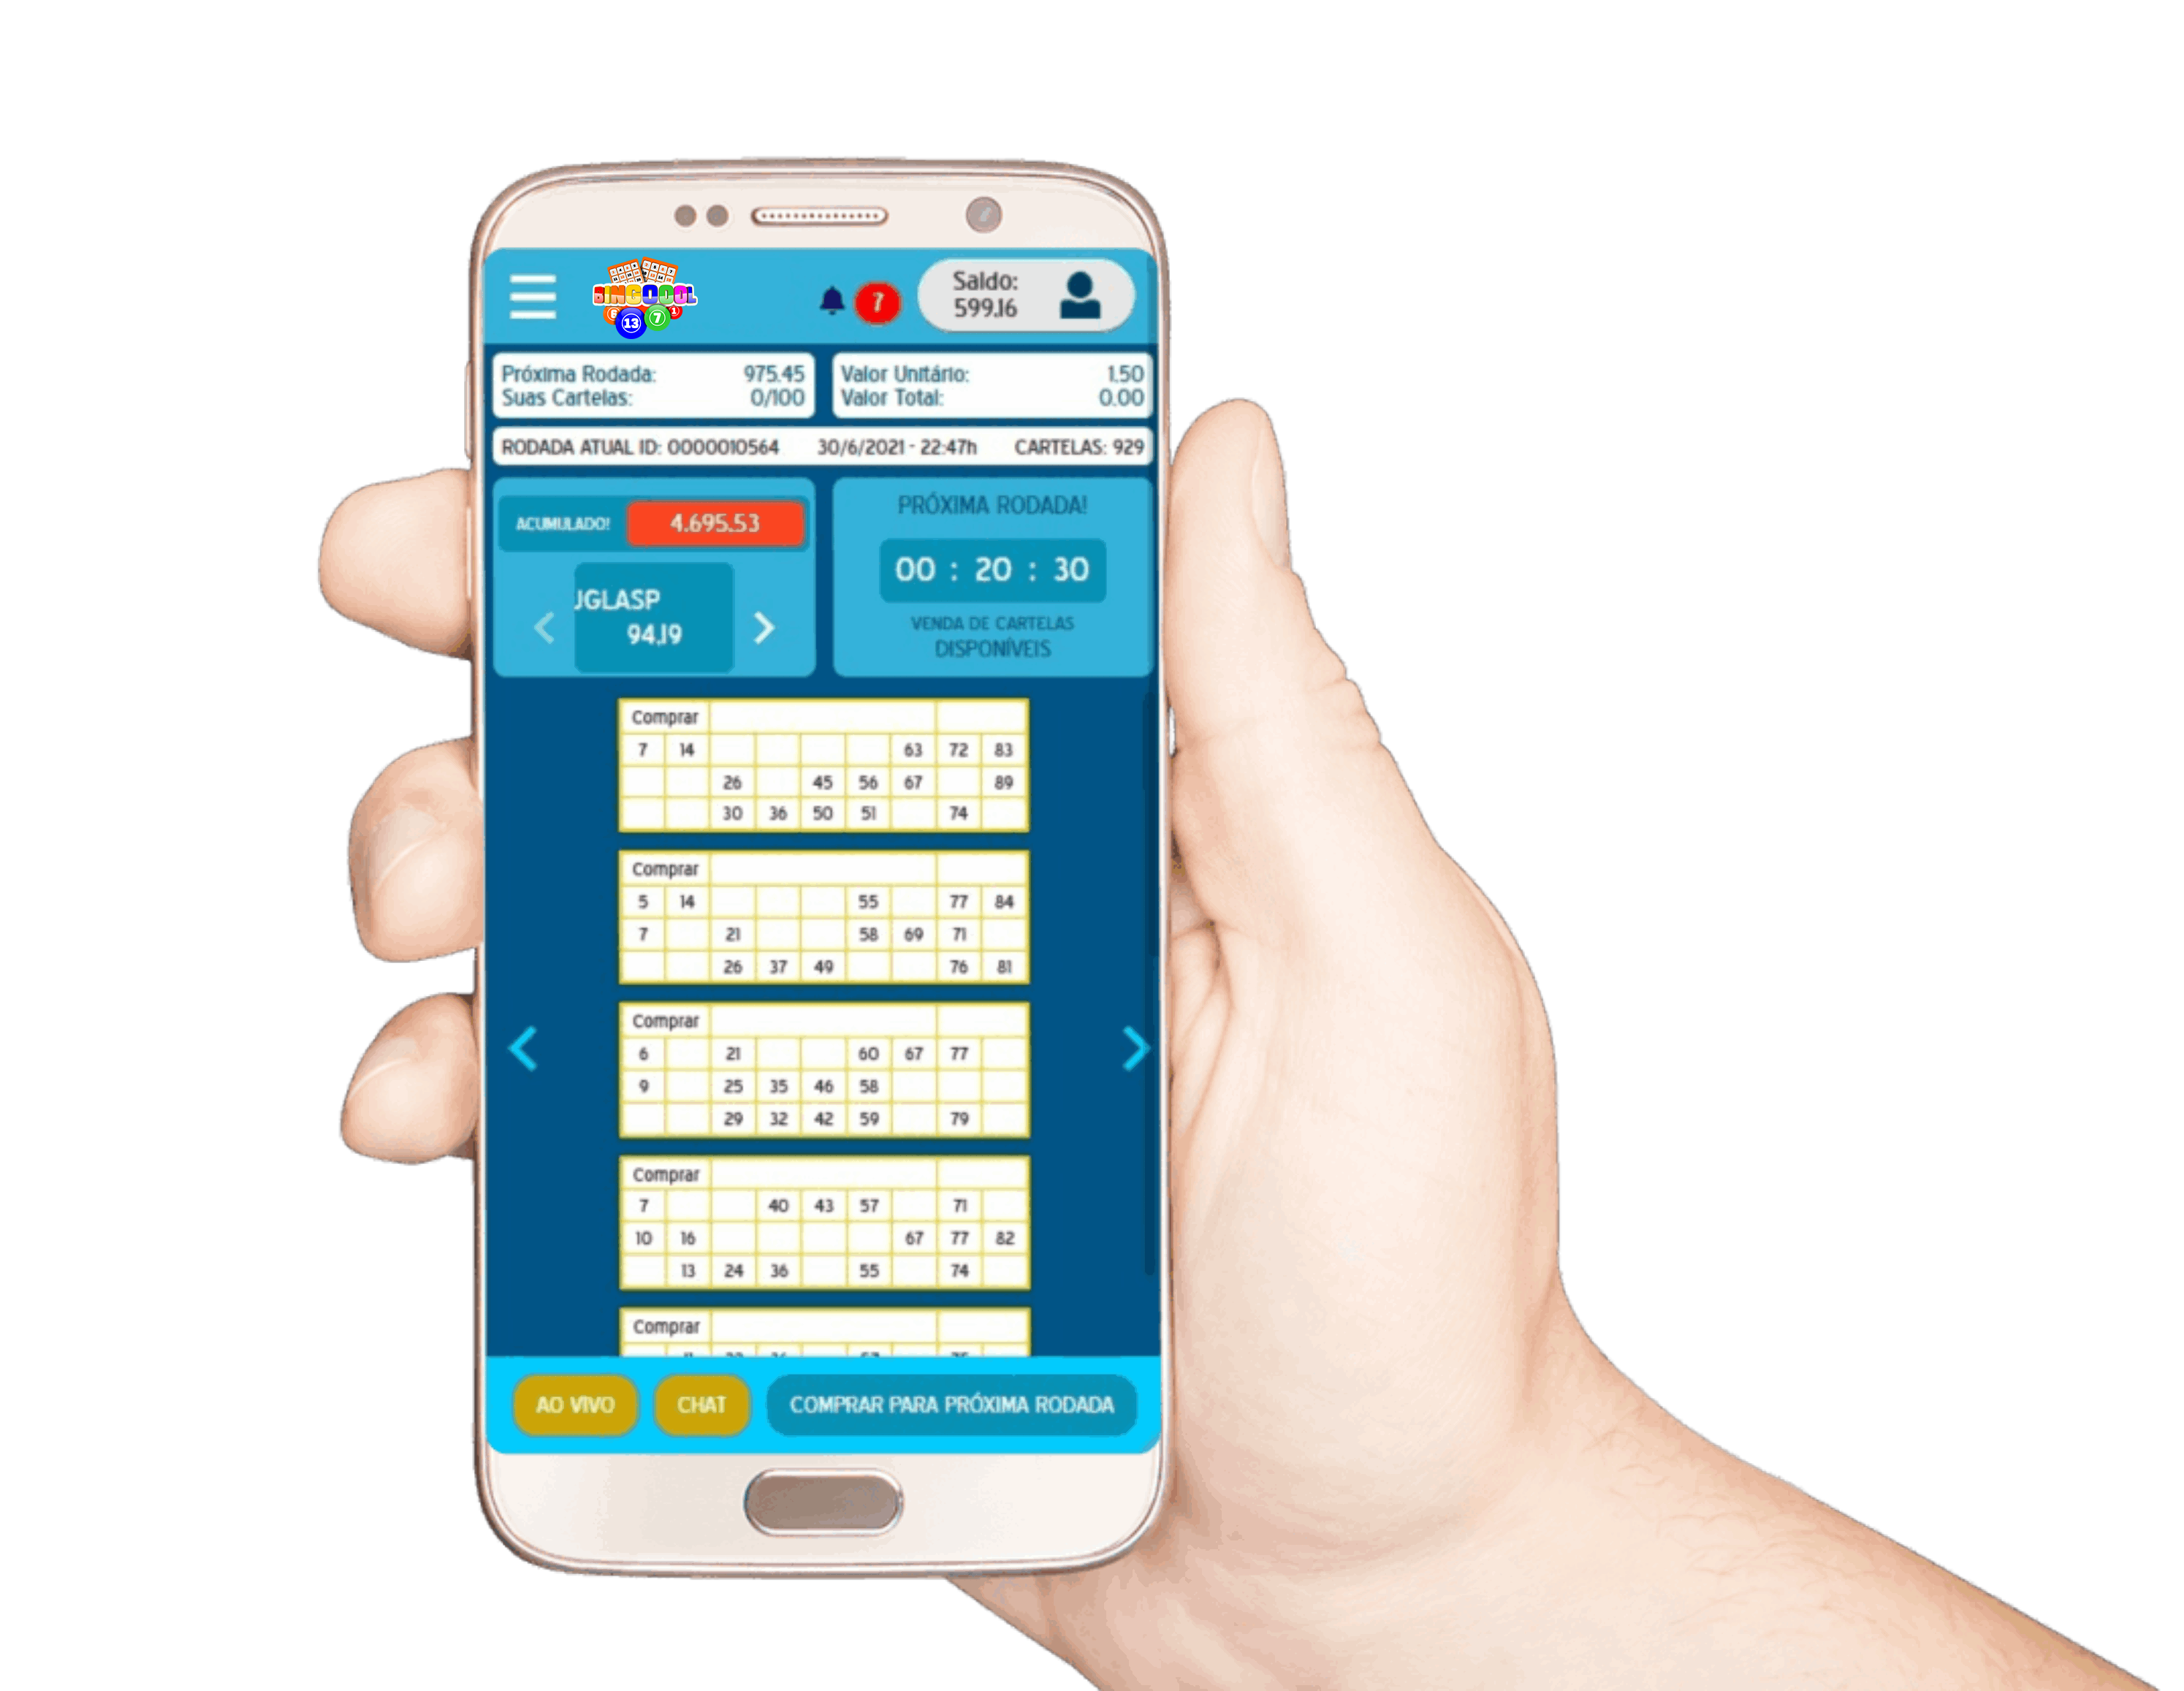 BINGOOOL
6 13 7 1
7
Saldo:
599.16
Próxima Rodada: 975.45
Suas Cartelas: 0/100
Valor Unitário: 1.50
Valor Total: 0.00
RODADA ATUAL ID: 0000010564 30/6/2021 - 22:47h CARTELAS: 929
ACUMULADO! 4.695.53
JGLASP
94.19
PRÓXIMA RODADA!
00 : 20 : 30
VENDA DE CARTELAS
DISPONÍVEIS
Comprar
7 14 63 72 83
26 45 56 67 89
30 36 50 51 74
Comprar
5 14 55 77 84
7 21 58 69 71
26 37 49 76 81
Comprar
6 21 60 67 77
9 25 35 46 58
29 32 42 59 79
Comprar
7 40 43 57 71
10 16 67 77 82
13 24 36 55 74
Comprar
AO VIVO CHAT COMPRAR PARA PRÓXIMA RODADA